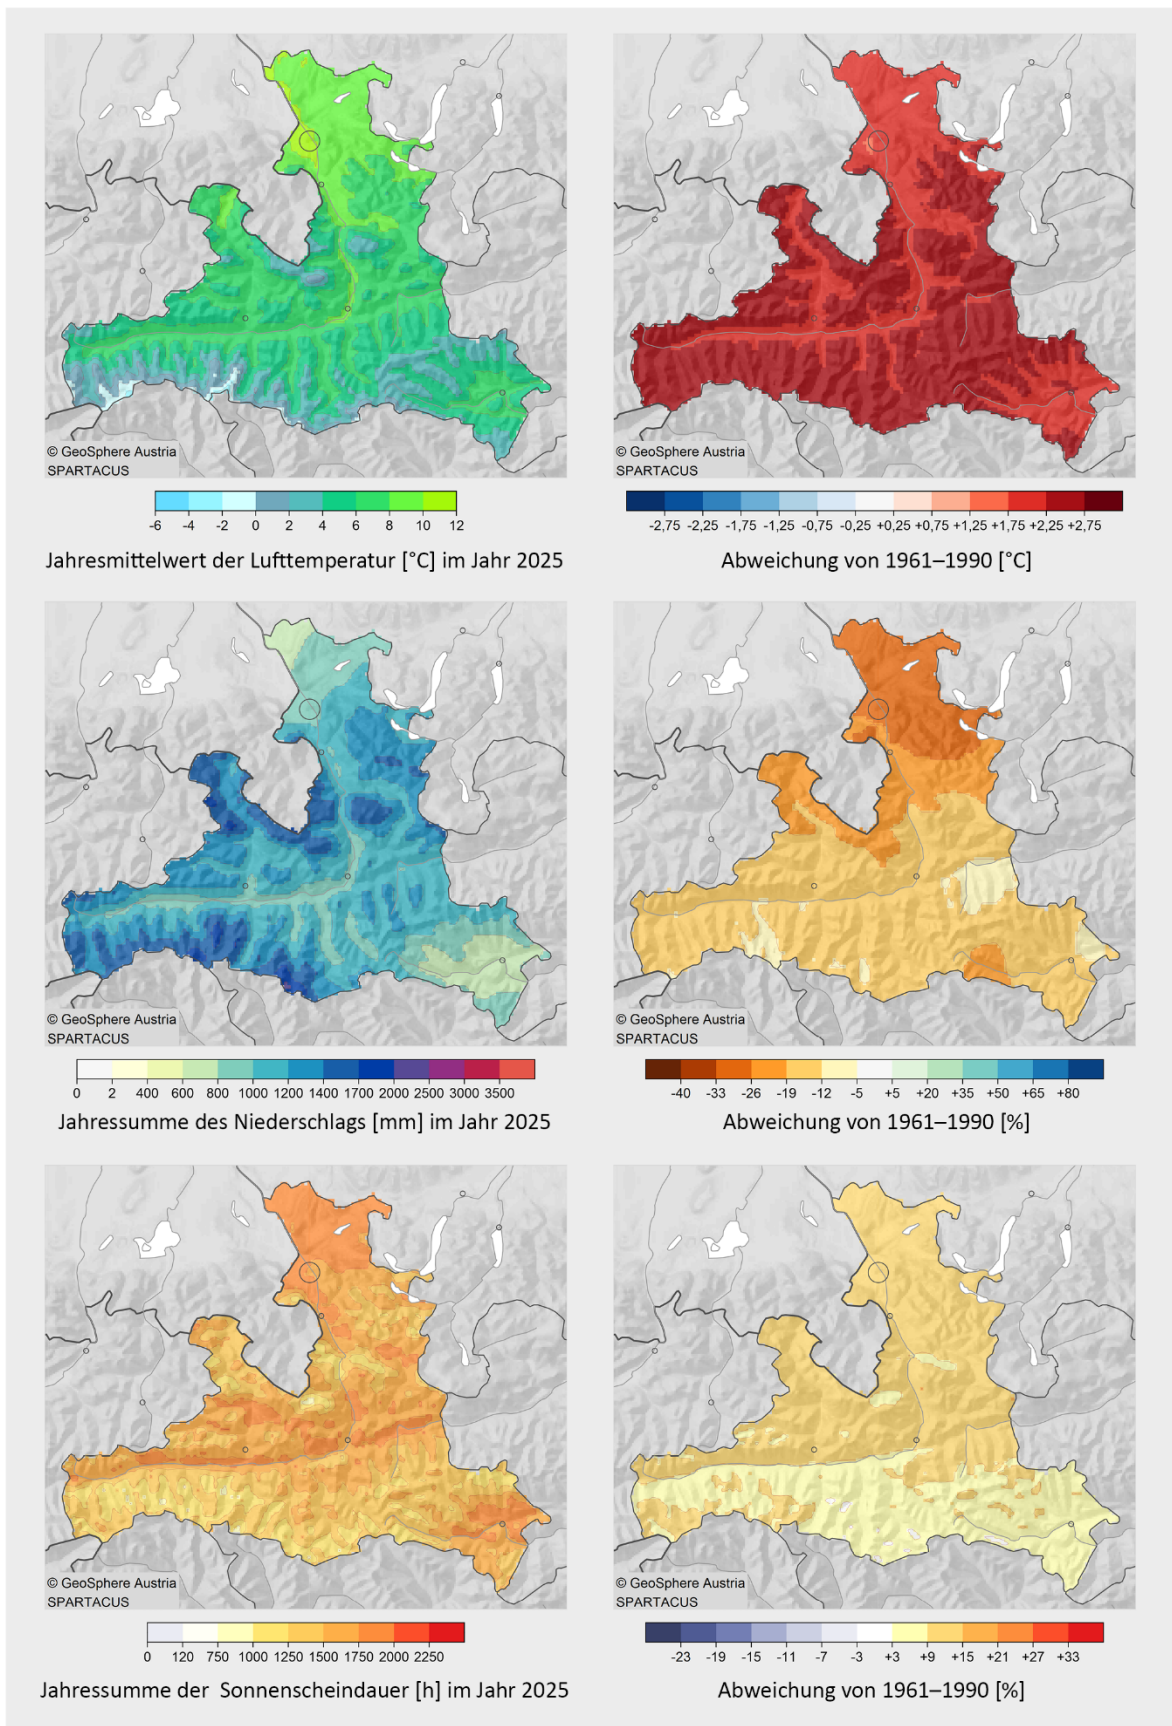 © GeoSphere Austria
SPARTACUS
© GeoSphere Austria
SPARTACUS
-6 -4 -2 0 2 4 6 8 10 12
-2,75 -2,25 -1,75 -1,25 -0,75 -0,25 +0,25 +0,75 +1,25 +1,75 +2,25 +2,75
Jahresmittelwert der Lufttemperatur [°C] im Jahr 2025
Abweichung von 1961–1990 [°C]
© GeoSphere Austria
SPARTACUS
© GeoSphere Austria
SPARTACUS
0 2 400 600 800 1000 1200 1400 1700 2000 2500 3000 3500
-40 -33 -26 -19 -12 -5 +5 +20 +35 +50 +65 +80
Jahressumme des Niederschlags [mm] im Jahr 2025
Abweichung von 1961–1990 [%]
© GeoSphere Austria
SPARTACUS
© GeoSphere Austria
SPARTACUS
0 120 750 1000 1250 1500 1750 2000 2250
-23 -19 -15 -11 -7 -3 +3 +9 +15 +21 +27 +33
Jahressumme der Sonnenscheindauer [h] im Jahr 2025
Abweichung von 1961–1990 [%]